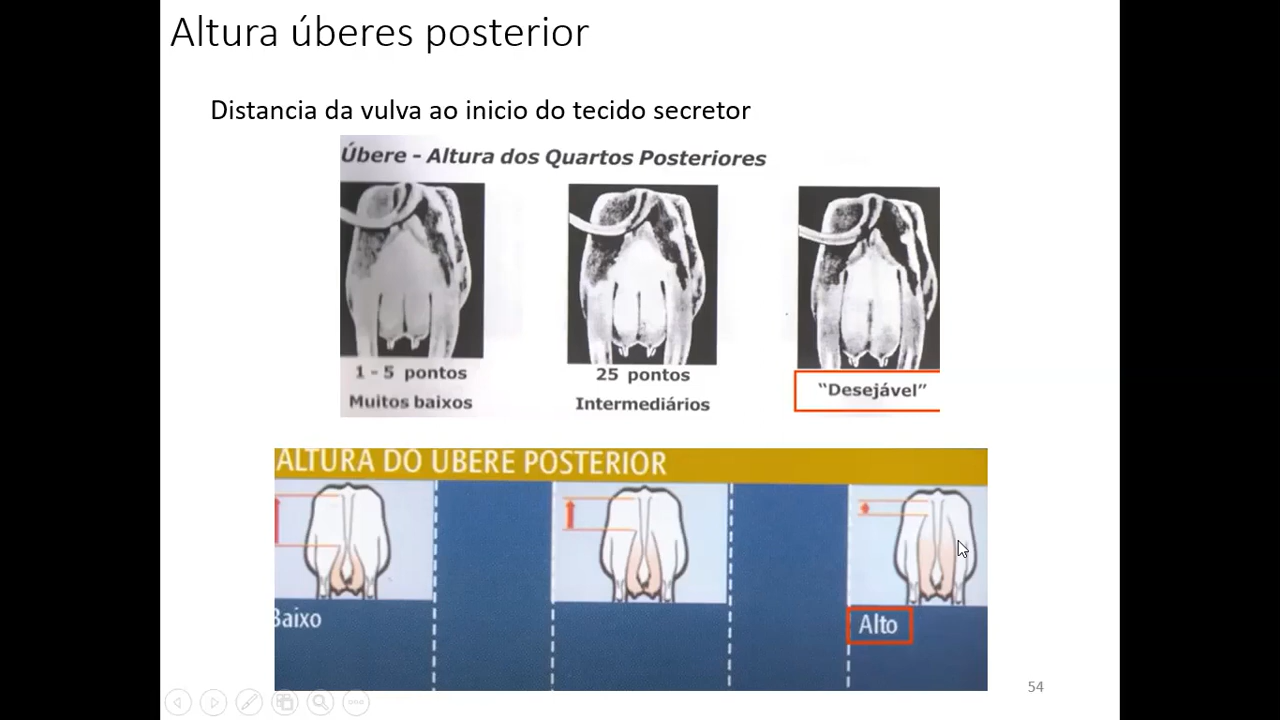 Altura úberes posterior
Distancia da vulva ao inicio do tecido secretor
Úbere - Altura dos Quartos Posteriores
1 - 5 pontos
Muitos baixos
25 pontos
Intermediários
“Desejável”
ALTURA DO ÚBERE POSTERIOR
Baixo
Alto
54